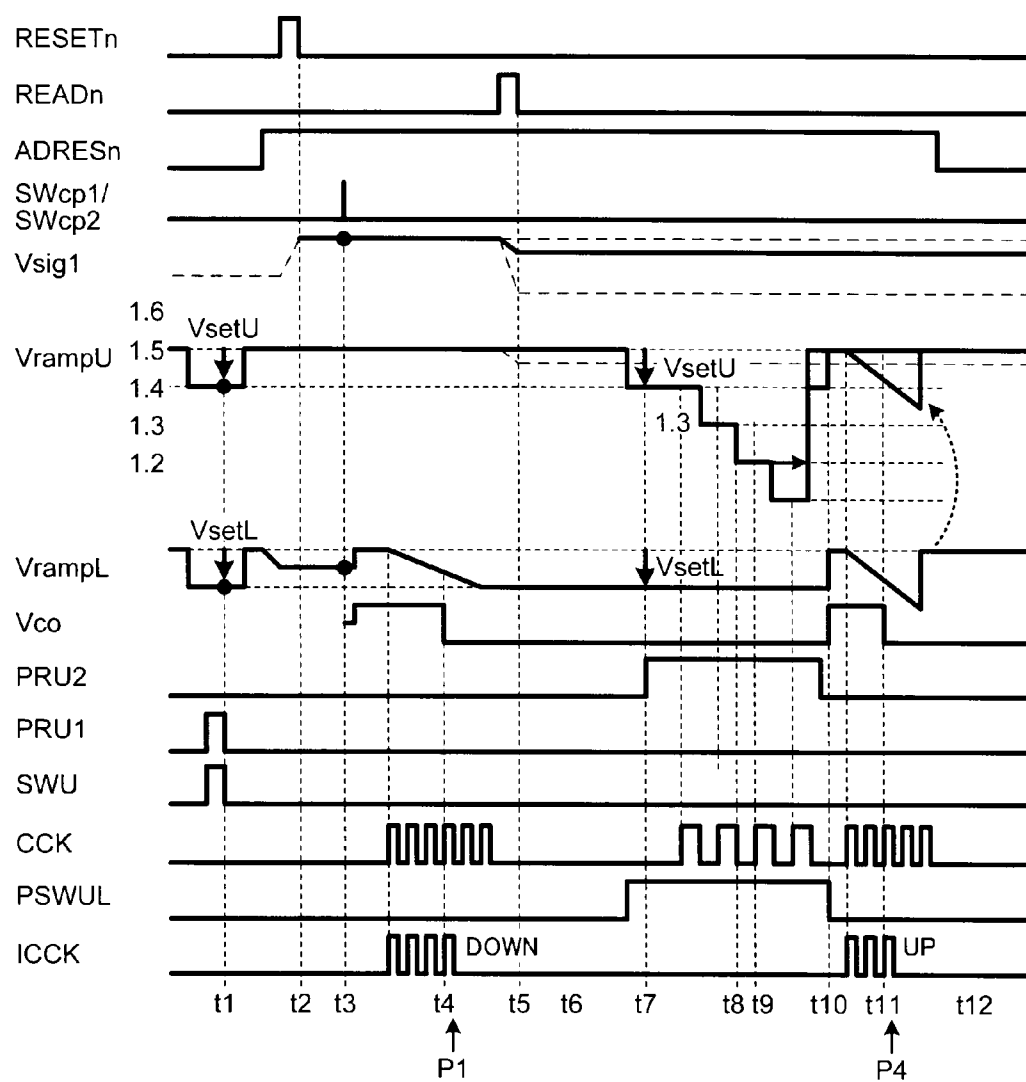 RESETn
READn
ADRESn
SWcp1/
SWcp2
Vsig1
1.6
VsetU
VrampU
1.5
VsetU
1.4
1.3
1.3
1.2
VsetL
VrampL
VsetL
Vco
PRU2
PRU1
SWU
CCK
PSWUL
ICCK
DOWN
UP
t1 t2 t3 t4 t5 t6 t7 t8 t9 t10 t11 t12
P1 P4